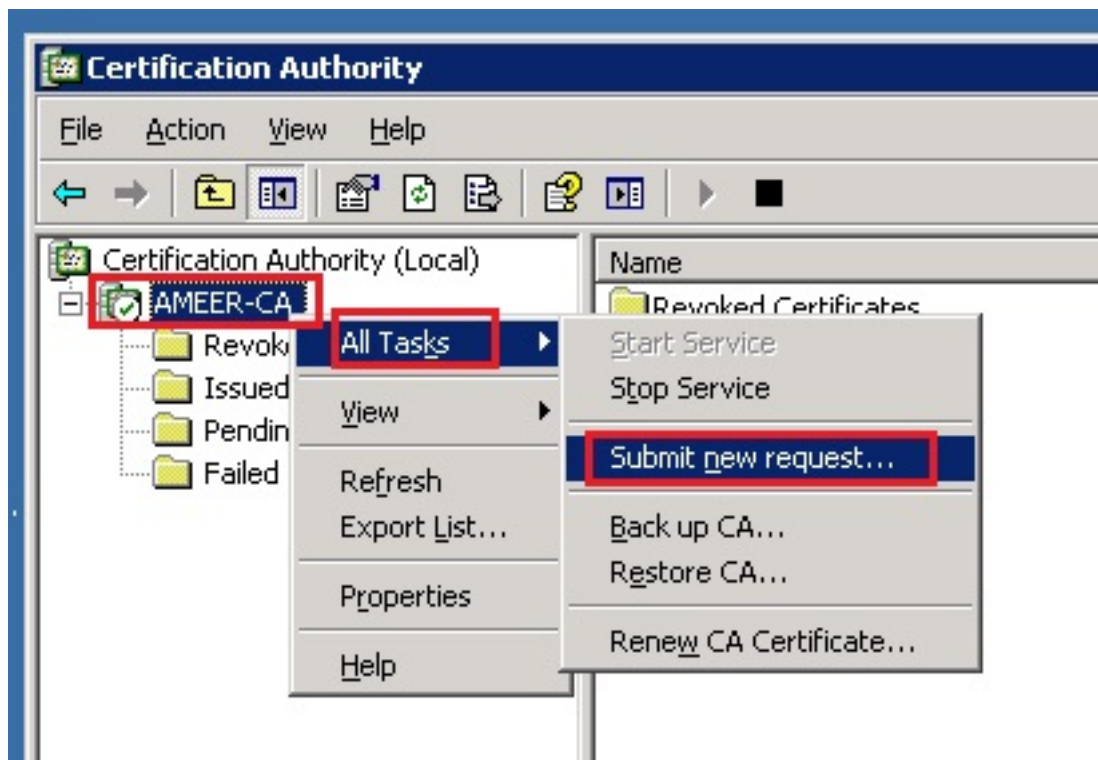 Certification Authority
File Action View Help
Certification Authority (Local)
Name
AMEER-CA
Revoked Certificates
All Tasks
Start Service
Issued
Stop Service
View
Submit new request...
Failed
Refresh
Export List...
Back up CA...
Restore CA...
Properties
Renew CA Certificate...
Help